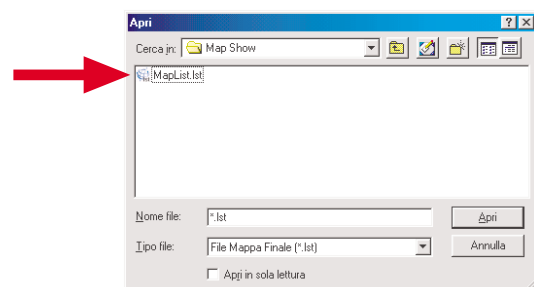 Apri
Cerca in: Map Show
MapList.lst
Nome file: *.lst Apri
Tipo file: File Mappa Finale (*.lst) Annulla
Apri in sola lettura